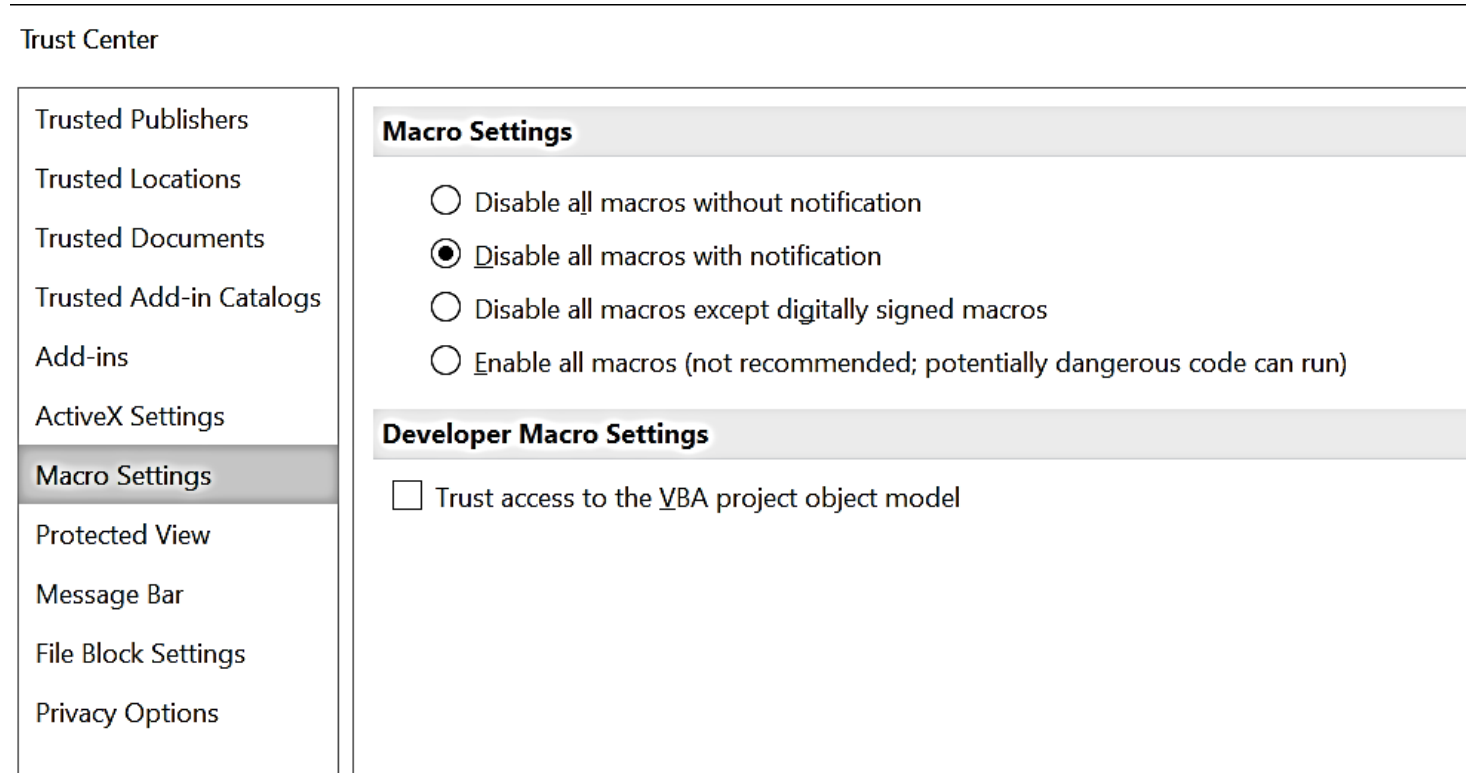 Trust Center
Trusted Publishers
Trusted Locations
Trusted Documents
Trusted Add-in Catalogs
Add-ins
ActiveX Settings
Macro Settings
Protected View
Message Bar
File Block Settings
Privacy Options
Macro Settings
Disable all macros without notification
Disable all macros with notification
Disable all macros except digitally signed macros
Enable all macros (not recommended; potentially dangerous code can run)
Developer Macro Settings
Trust access to the VBA project object model